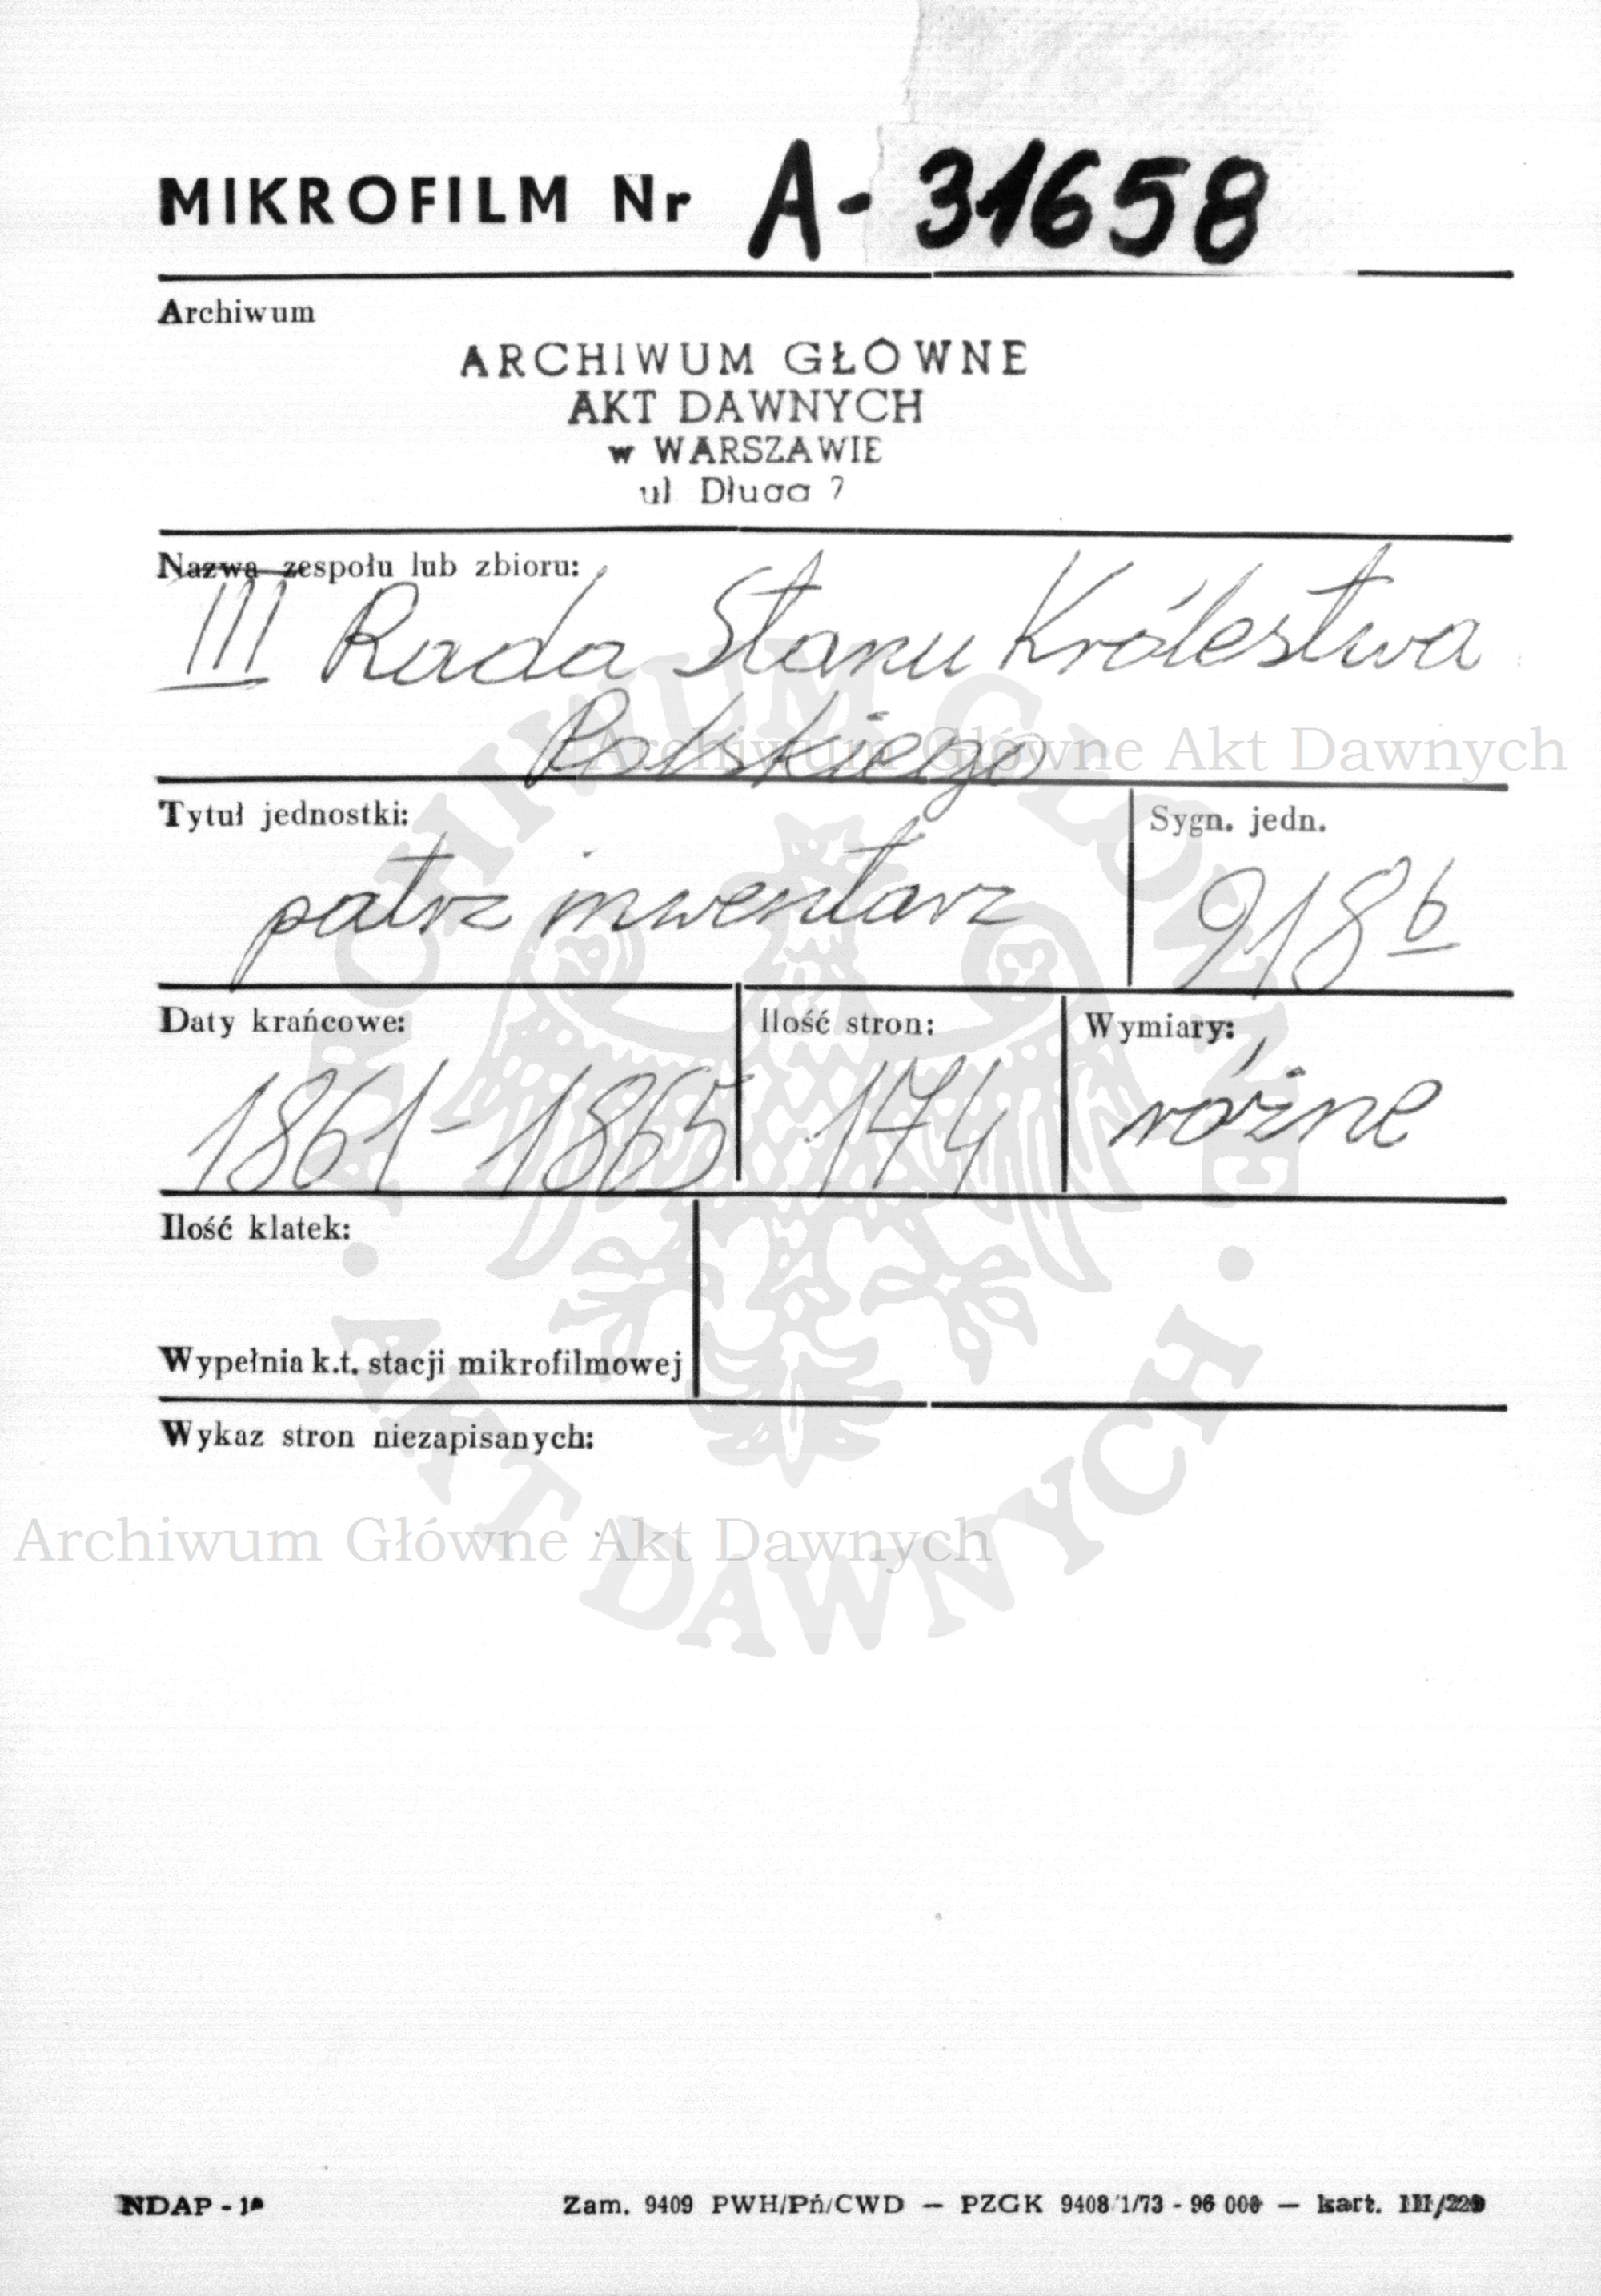 MIKROFILM Nr A-31658
Archiwum
ARCHIWUM GŁÓWNE
AKT DAWNYCH
w WARSZAWIE
ul Długa 7
Nazwa zespołu lub zbioru:
III Rada Stanu Królestwa
Polskiego
Archiwum Główne Akt Dawnych
Tytuł jednostki:
Sygn. jedn.
patrz inwentarz
918 b
Daty krańcowe:
Ilość stron:
Wymiary:
1861-1865
174
różne
Ilość klatek:
Wypełnia k.t. stacji mikrofilmowej
Wykaz stron niezapisanych:
Archiwum Główne Akt Dawnych
ARCHIWUM GŁÓWNE · AKT DAWNYCH ·
NDAP - 1a
Zam. 9409 PWH/Pń/CWD — PZGK 9408/1/73 - 96 000 — kart. III/220